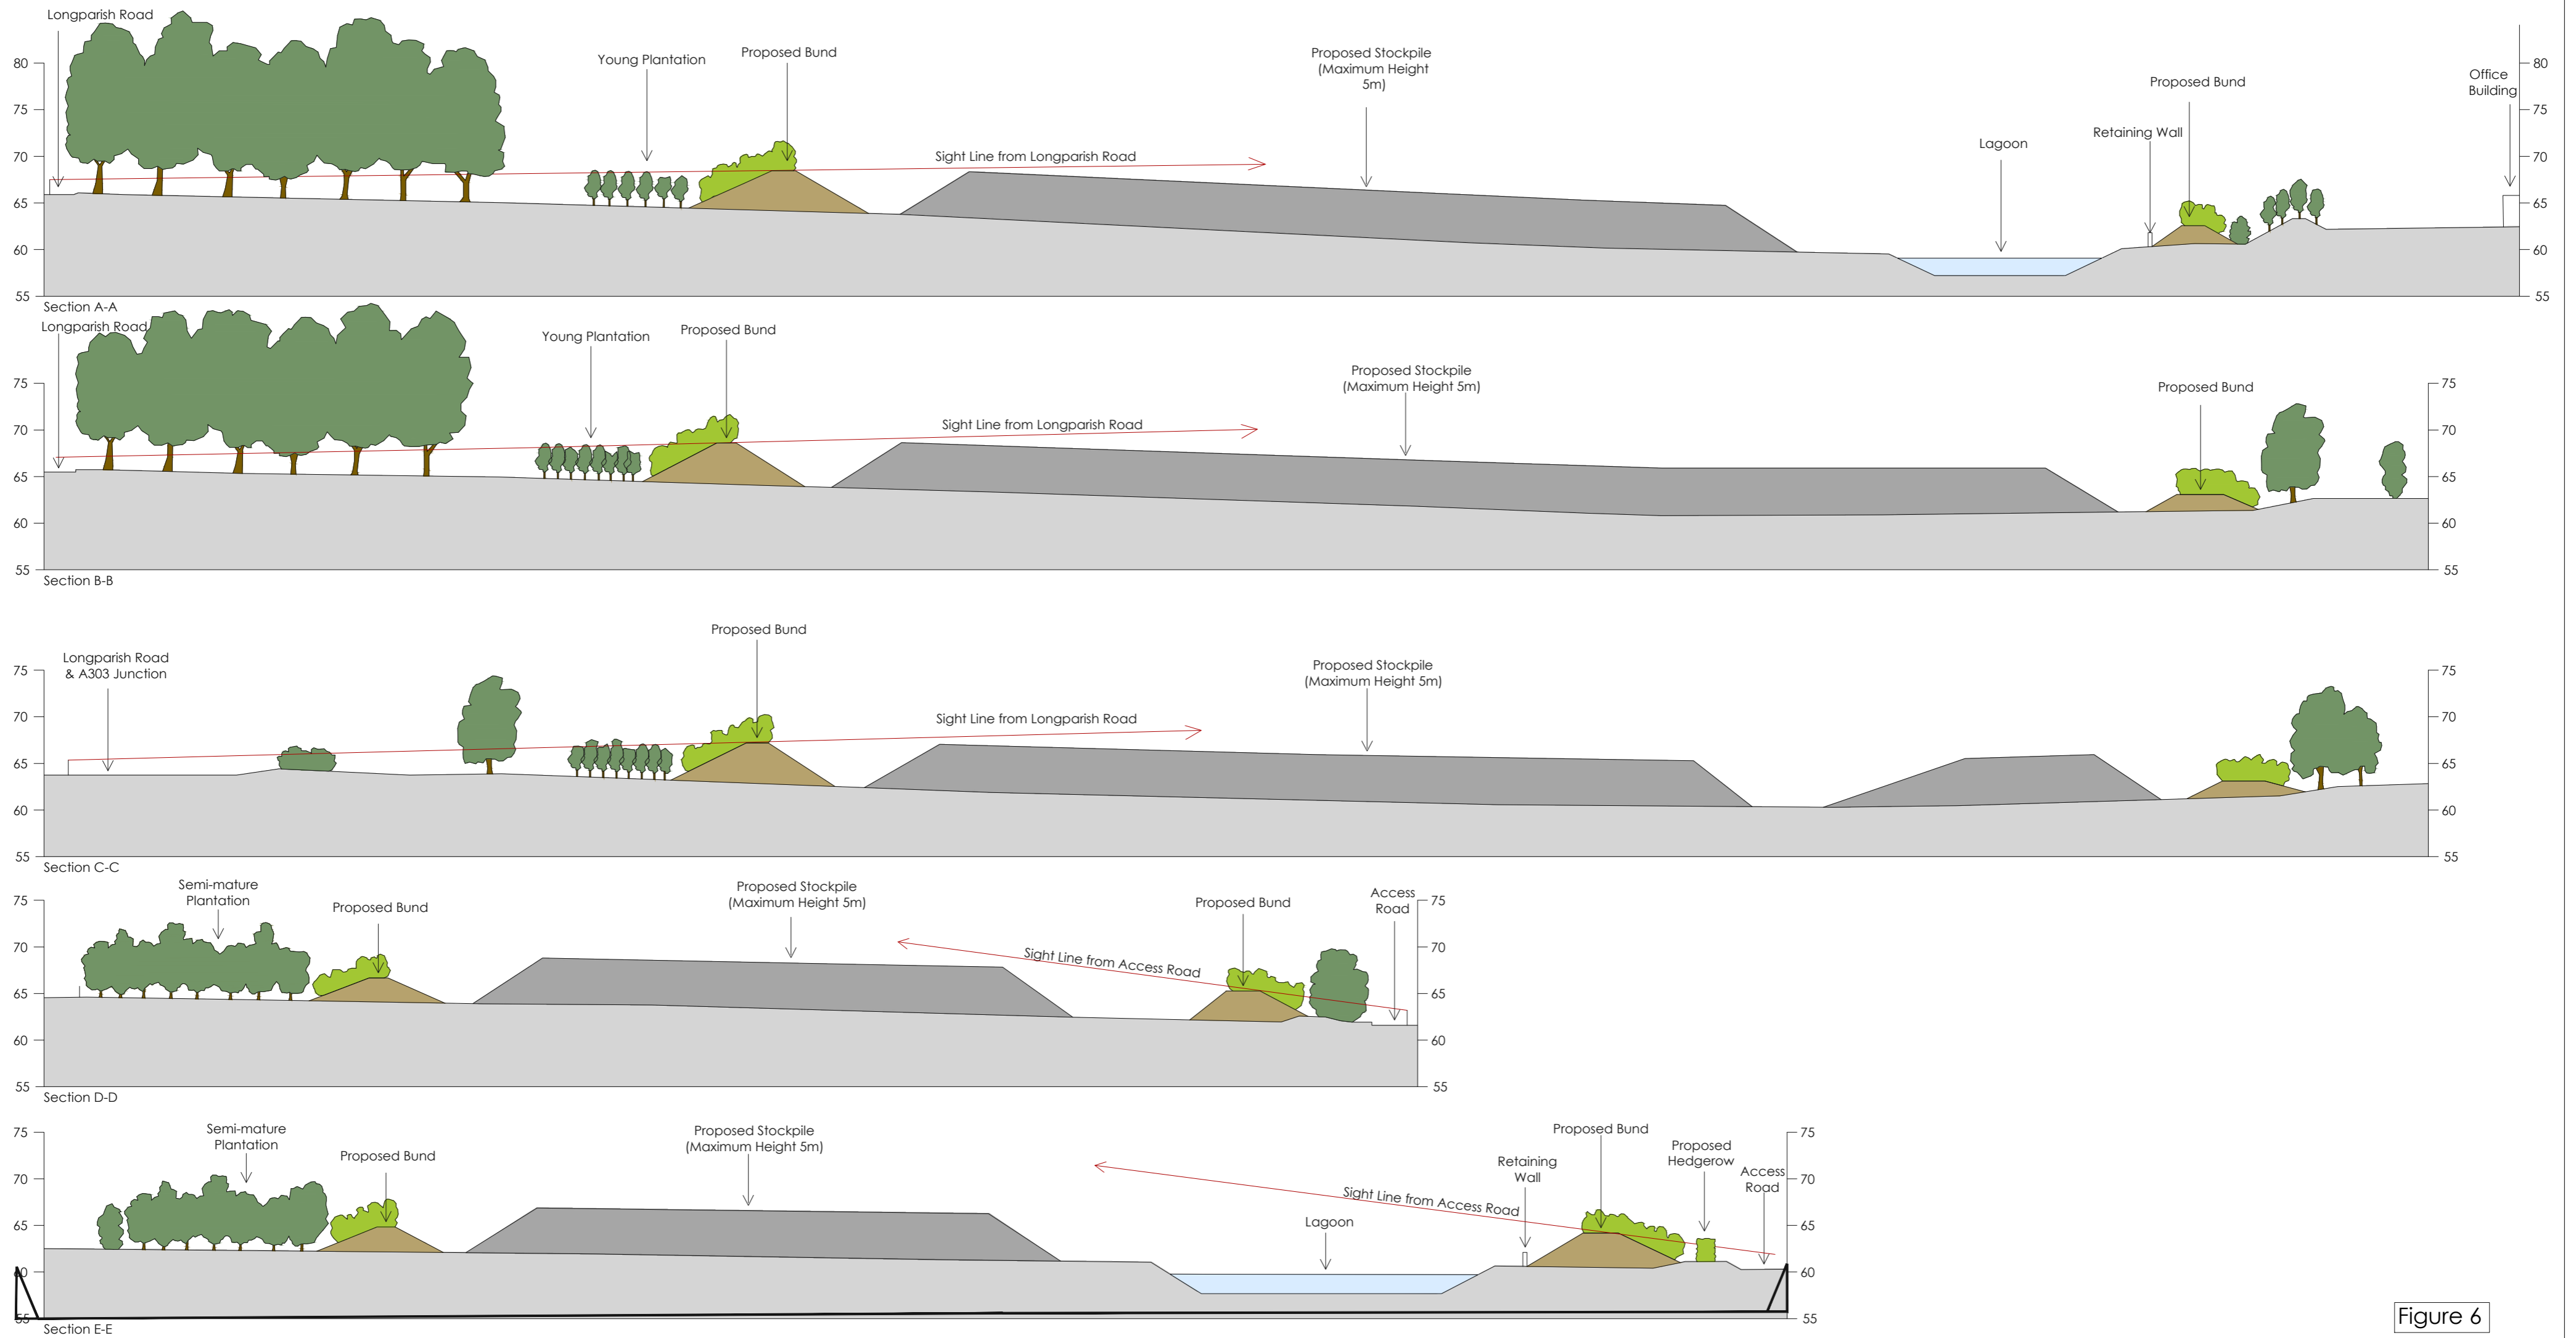 Longparish Road
Young Plantation
Proposed Bund
Proposed Stockpile
(Maximum Height
5m)
Sight Line from Longparish Road
Lagoon
Retaining Wall
Proposed Bund
Office
Building
80
75
70
65
60
55
80
75
70
65
60
55
Section A-A
Longparish Road
Young Plantation
Proposed Bund
Sight Line from Longparish Road
Proposed Stockpile
(Maximum Height 5m)
Proposed Bund
75
70
65
60
55
75
70
65
60
55
Section B-B
Longparish Road
& A303 Junction
Proposed Bund
Sight Line from Longparish Road
Proposed Stockpile
(Maximum Height 5m)
75
70
65
60
55
75
70
65
60
55
Section C-C
Semi-mature
Plantation
Proposed Bund
Proposed Stockpile
(Maximum Height 5m)
Sight Line from Access Road
Proposed Bund
Access
Road
75
70
65
60
55
75
70
65
60
55
Section D-D
Semi-mature
Plantation
Proposed Bund
Proposed Stockpile
(Maximum Height 5m)
Sight Line from Access Road
Lagoon
Retaining
Wall
Proposed Bund
Proposed
Hedgerow
Access
Road
75
70
65
60
55
75
70
65
60
55
Section E-E
Figure 6